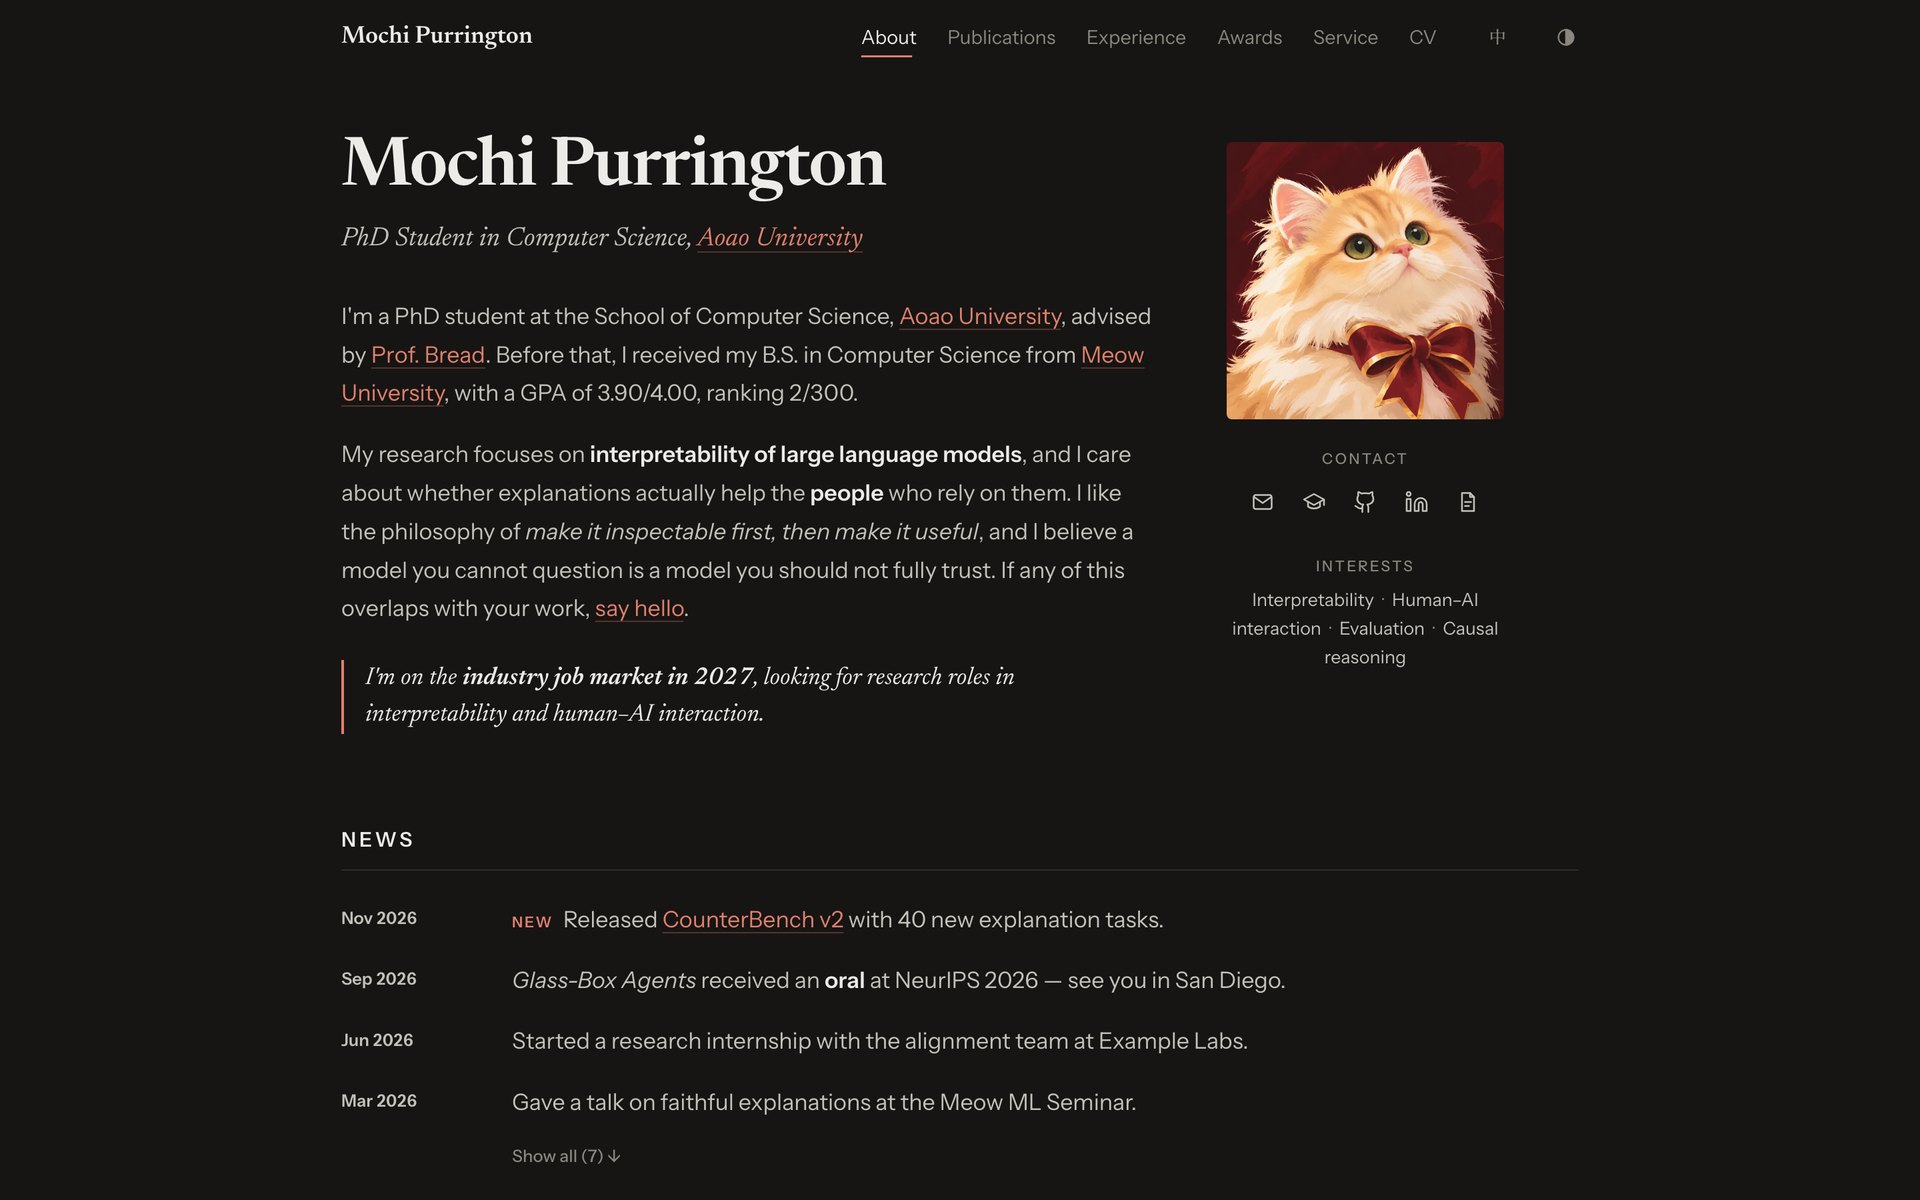 Mochi Purrington
About Publications Experience Awards Service CV 中
Mochi Purrington
PhD Student in Computer Science, Aoao University
I'm a PhD student at the School of Computer Science, Aoao University, advised
by Prof. Bread. Before that, I received my B.S. in Computer Science from Meow
University, with a GPA of 3.90/4.00, ranking 2/300.
My research focuses on interpretability of large language models, and I care
about whether explanations actually help the people who rely on them. I like
the philosophy of make it inspectable first, then make it useful, and I believe a
model you cannot question is a model you should not fully trust. If any of this
overlaps with your work, say hello.
I'm on the industry job market in 2027, looking for research roles in
interpretability and human–AI interaction.
CONTACT
INTERESTS
Interpretability · Human–AI
interaction · Evaluation · Causal
reasoning
NEWS
Nov 2026 NEW Released CounterBench v2 with 40 new explanation tasks.
Sep 2026 Glass-Box Agents received an oral at NeurIPS 2026 — see you in San Diego.
Jun 2026 Started a research internship with the alignment team at Example Labs.
Mar 2026 Gave a talk on faithful explanations at the Meow ML Seminar.
Show all (7) ↓